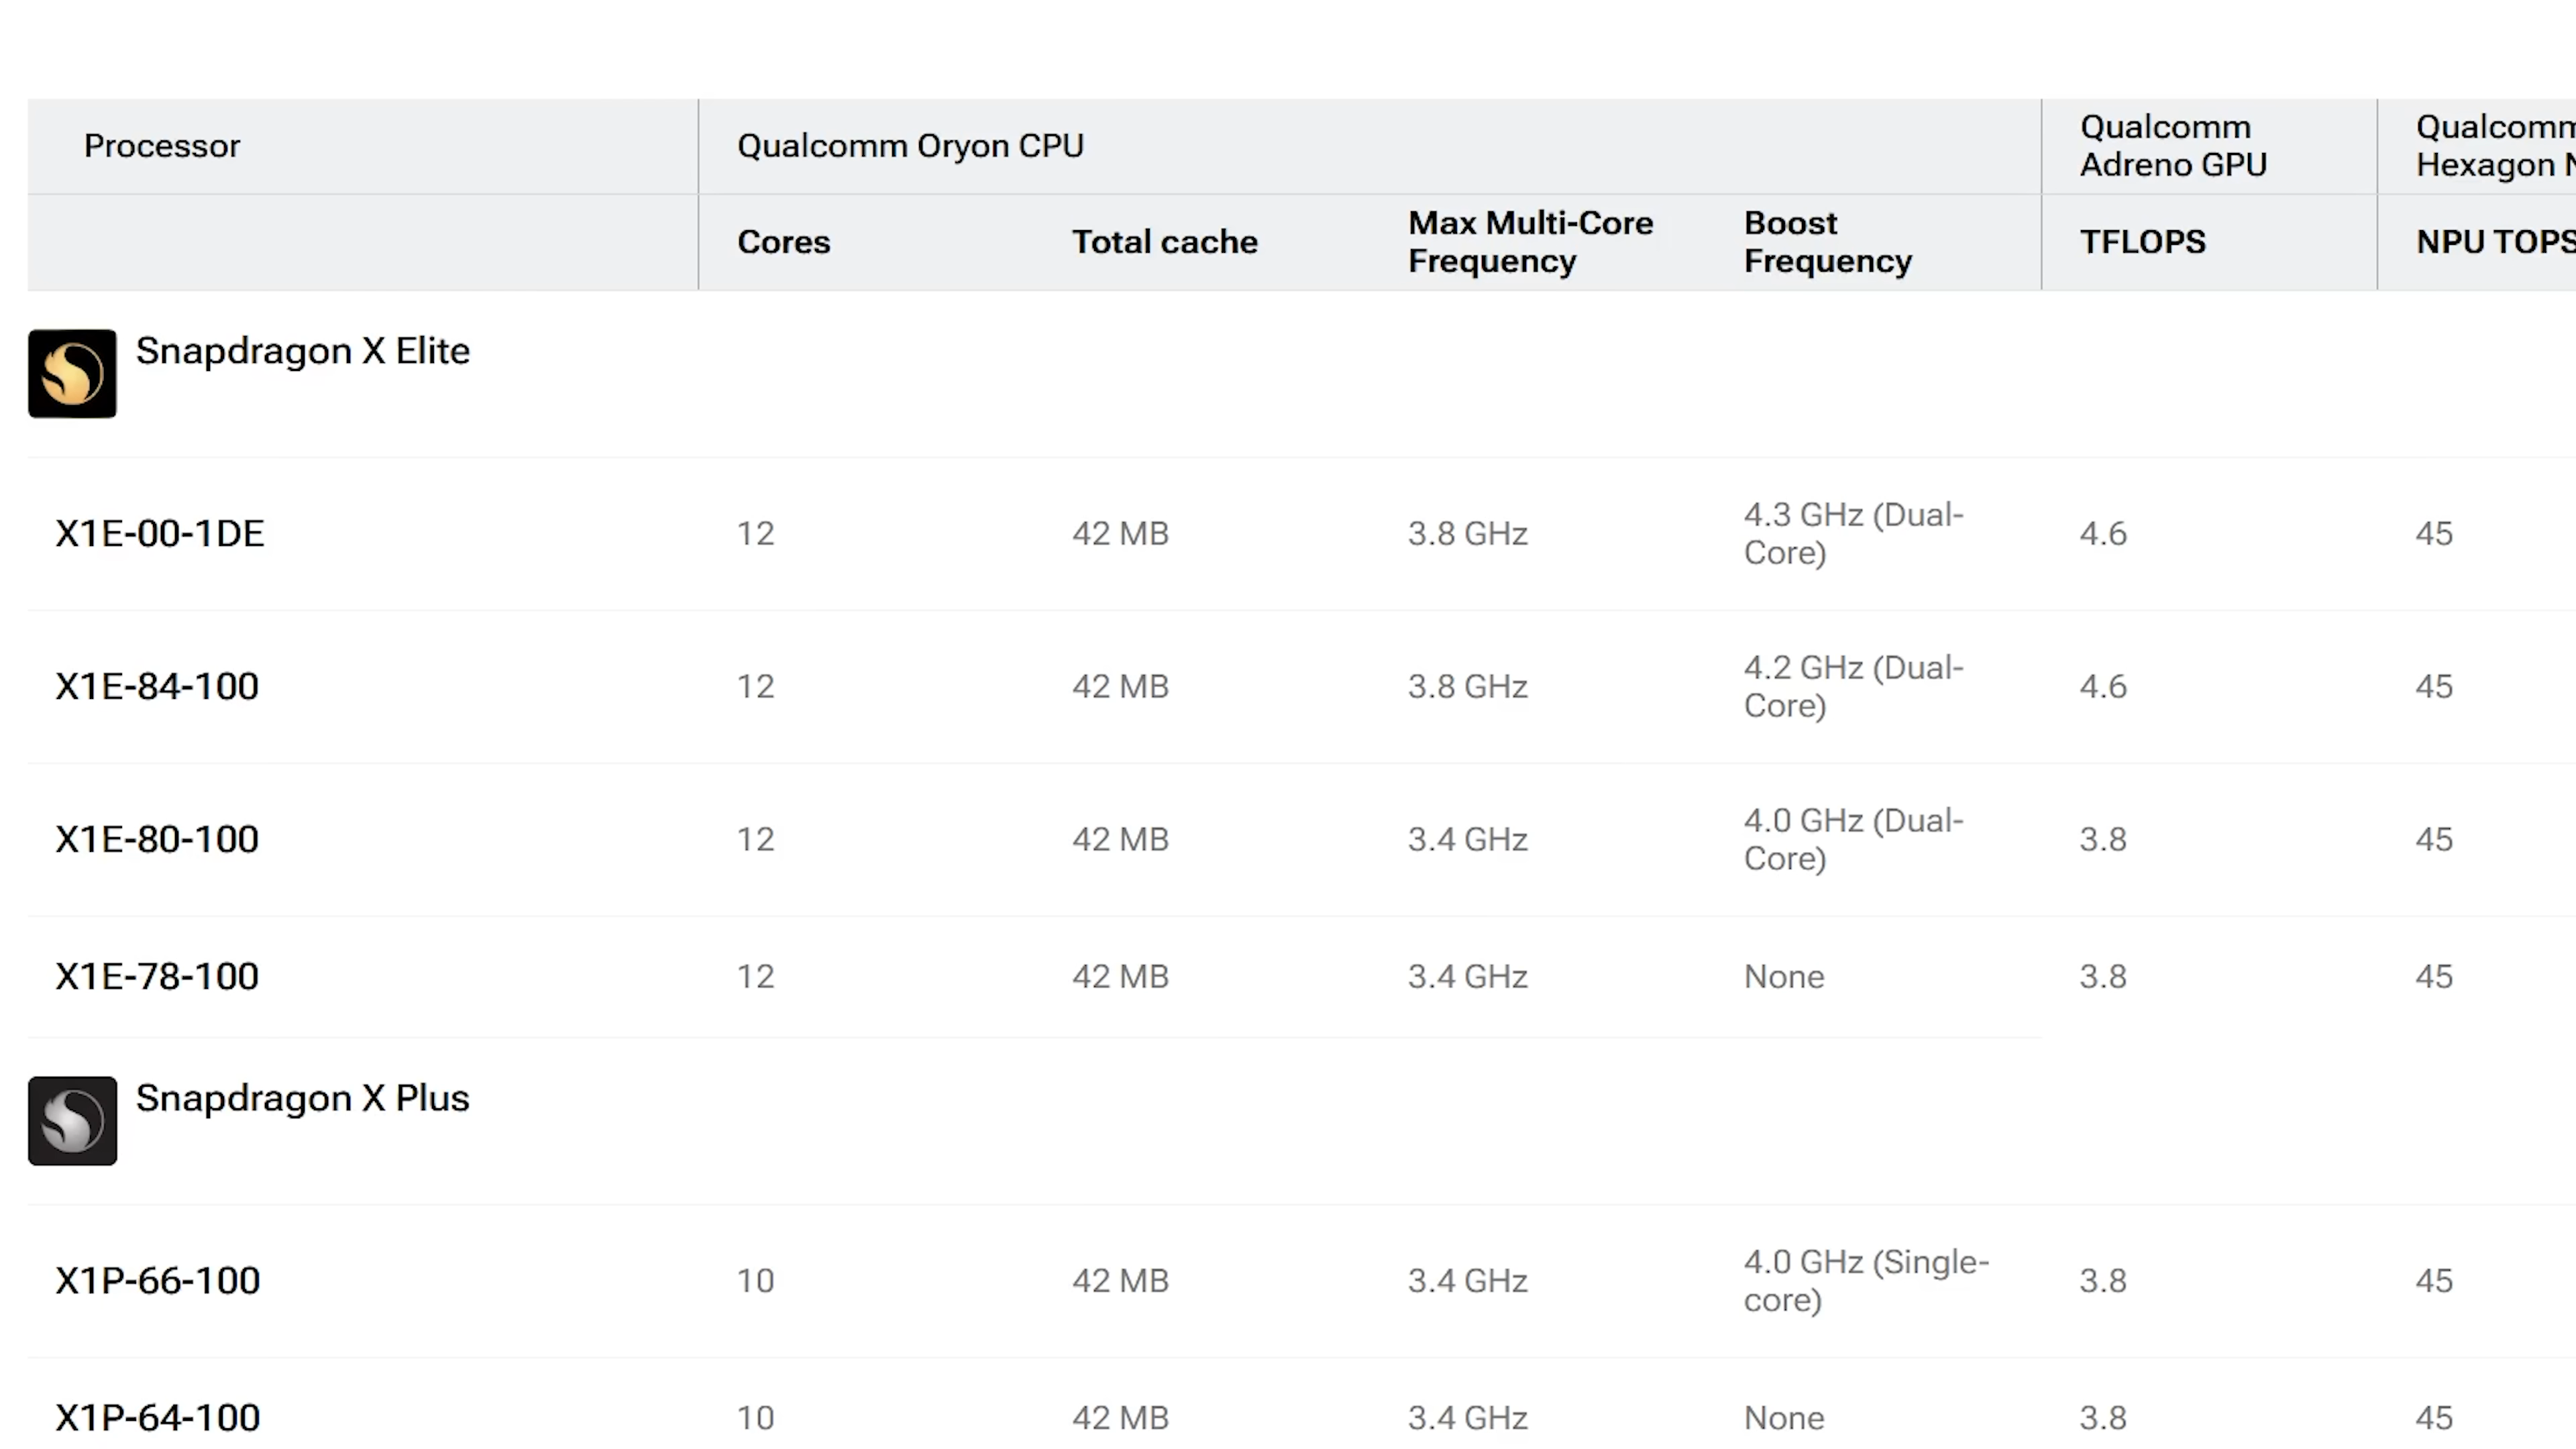 Processor Qualcomm Oryon CPU Qualcomm
Adreno GPU Qualcomm
Hexagon
Cores Total cache Max Multi-Core
Frequency Boost
Frequency TFLOPS NPU TOPS
Snapdragon X Elite
X1E-00-1DE 12 42 MB 3.8 GHz 4.3 GHz (Dual-
Core) 4.6 45
X1E-84-100 12 42 MB 3.8 GHz 4.2 GHz (Dual-
Core) 4.6 45
X1E-80-100 12 42 MB 3.4 GHz 4.0 GHz (Dual-
Core) 3.8 45
X1E-78-100 12 42 MB 3.4 GHz None 3.8 45
Snapdragon X Plus
X1P-66-100 10 42 MB 3.4 GHz 4.0 GHz (Single-
core) 3.8 45
X1P-64-100 10 42 MB 3.4 GHz None 3.8 45